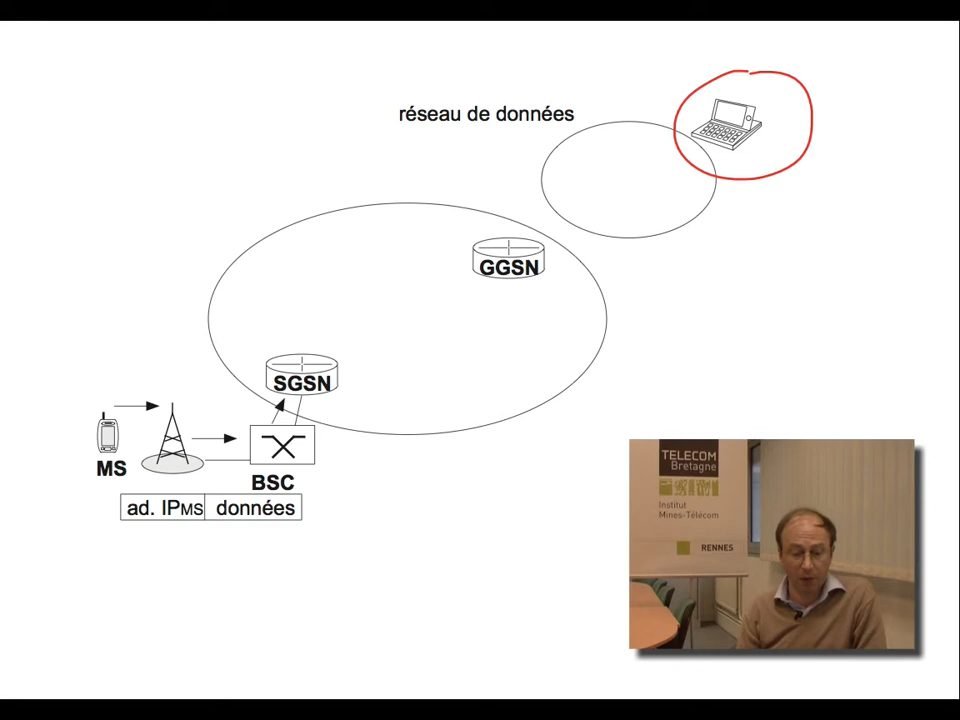 réseau de données
GGSN
SGSN
MS
BSC
ad. IPMS données
TELECOM
Bretagne
Institut
Mines-Télécom
RENNES